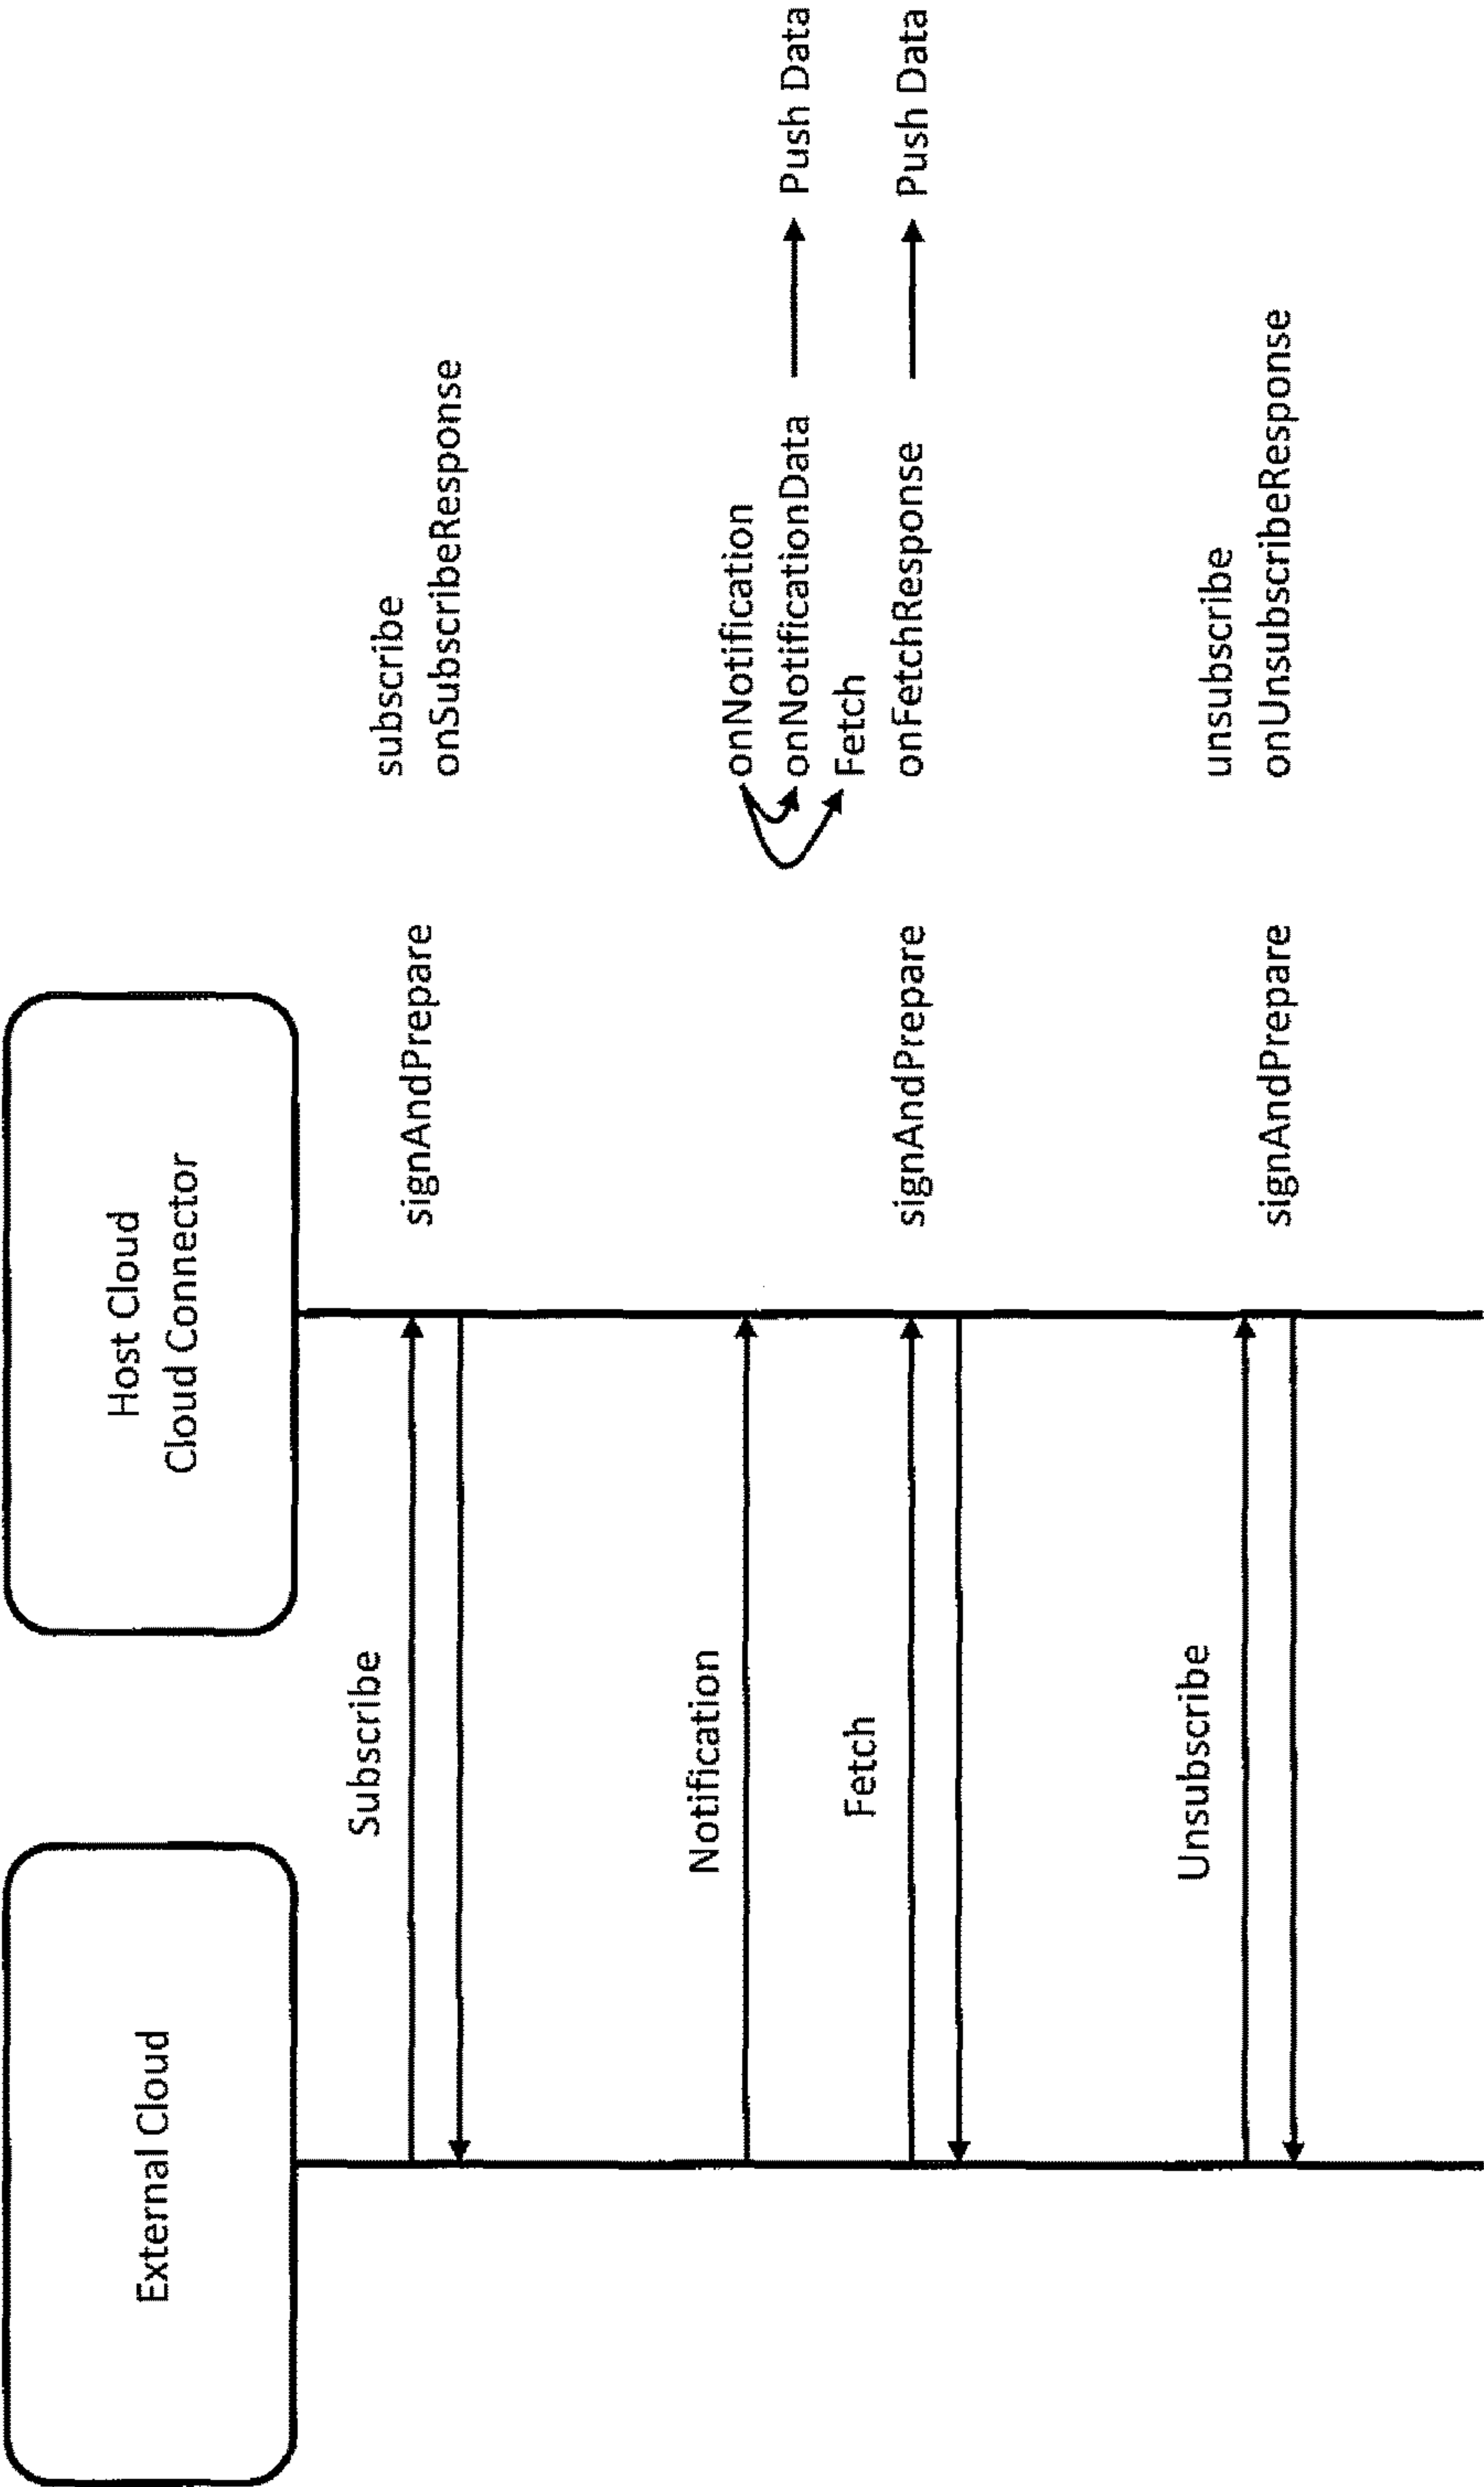 External Cloud
Host Cloud
Cloud Connector
Subscribe
signAndPrepare
subscribe
onSubscribeResponse
Notification
onNotification
onNotificationData
Push Data
Fetch
Fetch
signAndPrepare
onFetchResponse
Push Data
Unsubscribe
signAndPrepare
unsubscribe
onUnsubscribeResponse